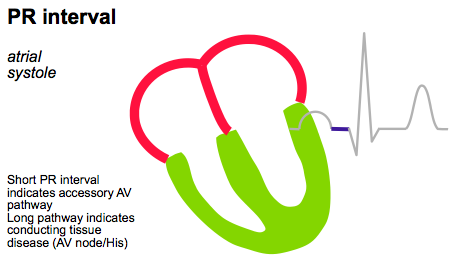 PR interval
atrial
systole
Short PR interval
indicates accessory AV
pathway
Long pathway indicates
conducting tissue
disease (AV node/His)